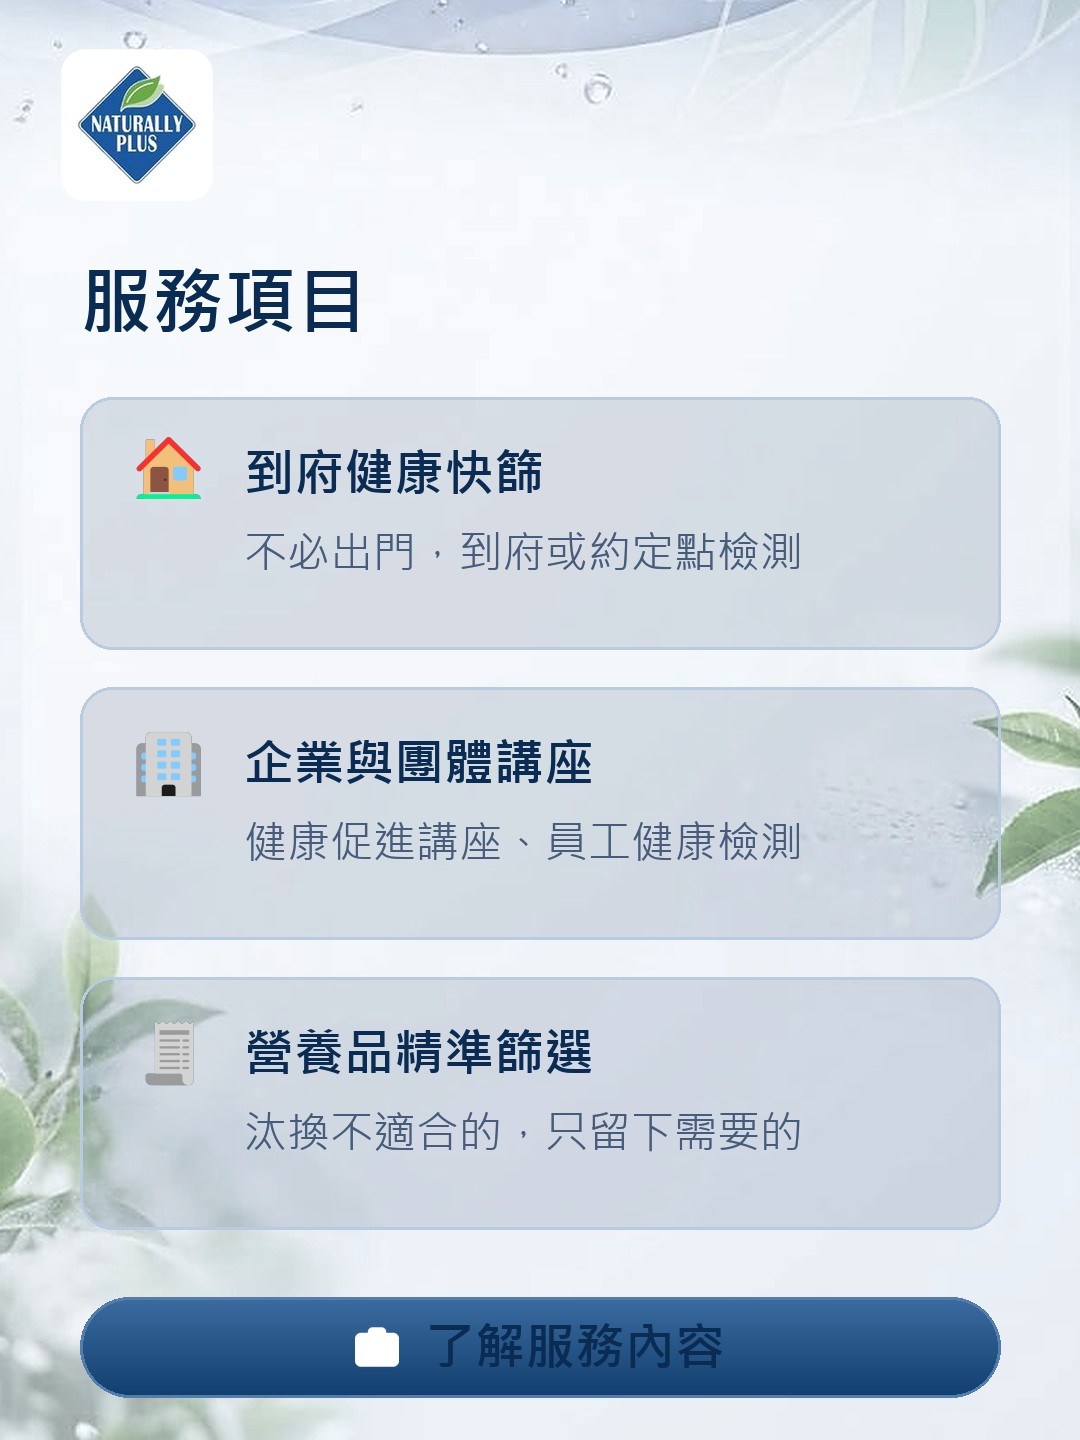 NATURALLY
PLUS
服務項目
到府健康快篩
不必出門，到府或約定點檢測
企業與團體講座
健康促進講座、員工健康檢測
營養品精準篩選
汰換不適合的，只留下需要的
了解服務內容